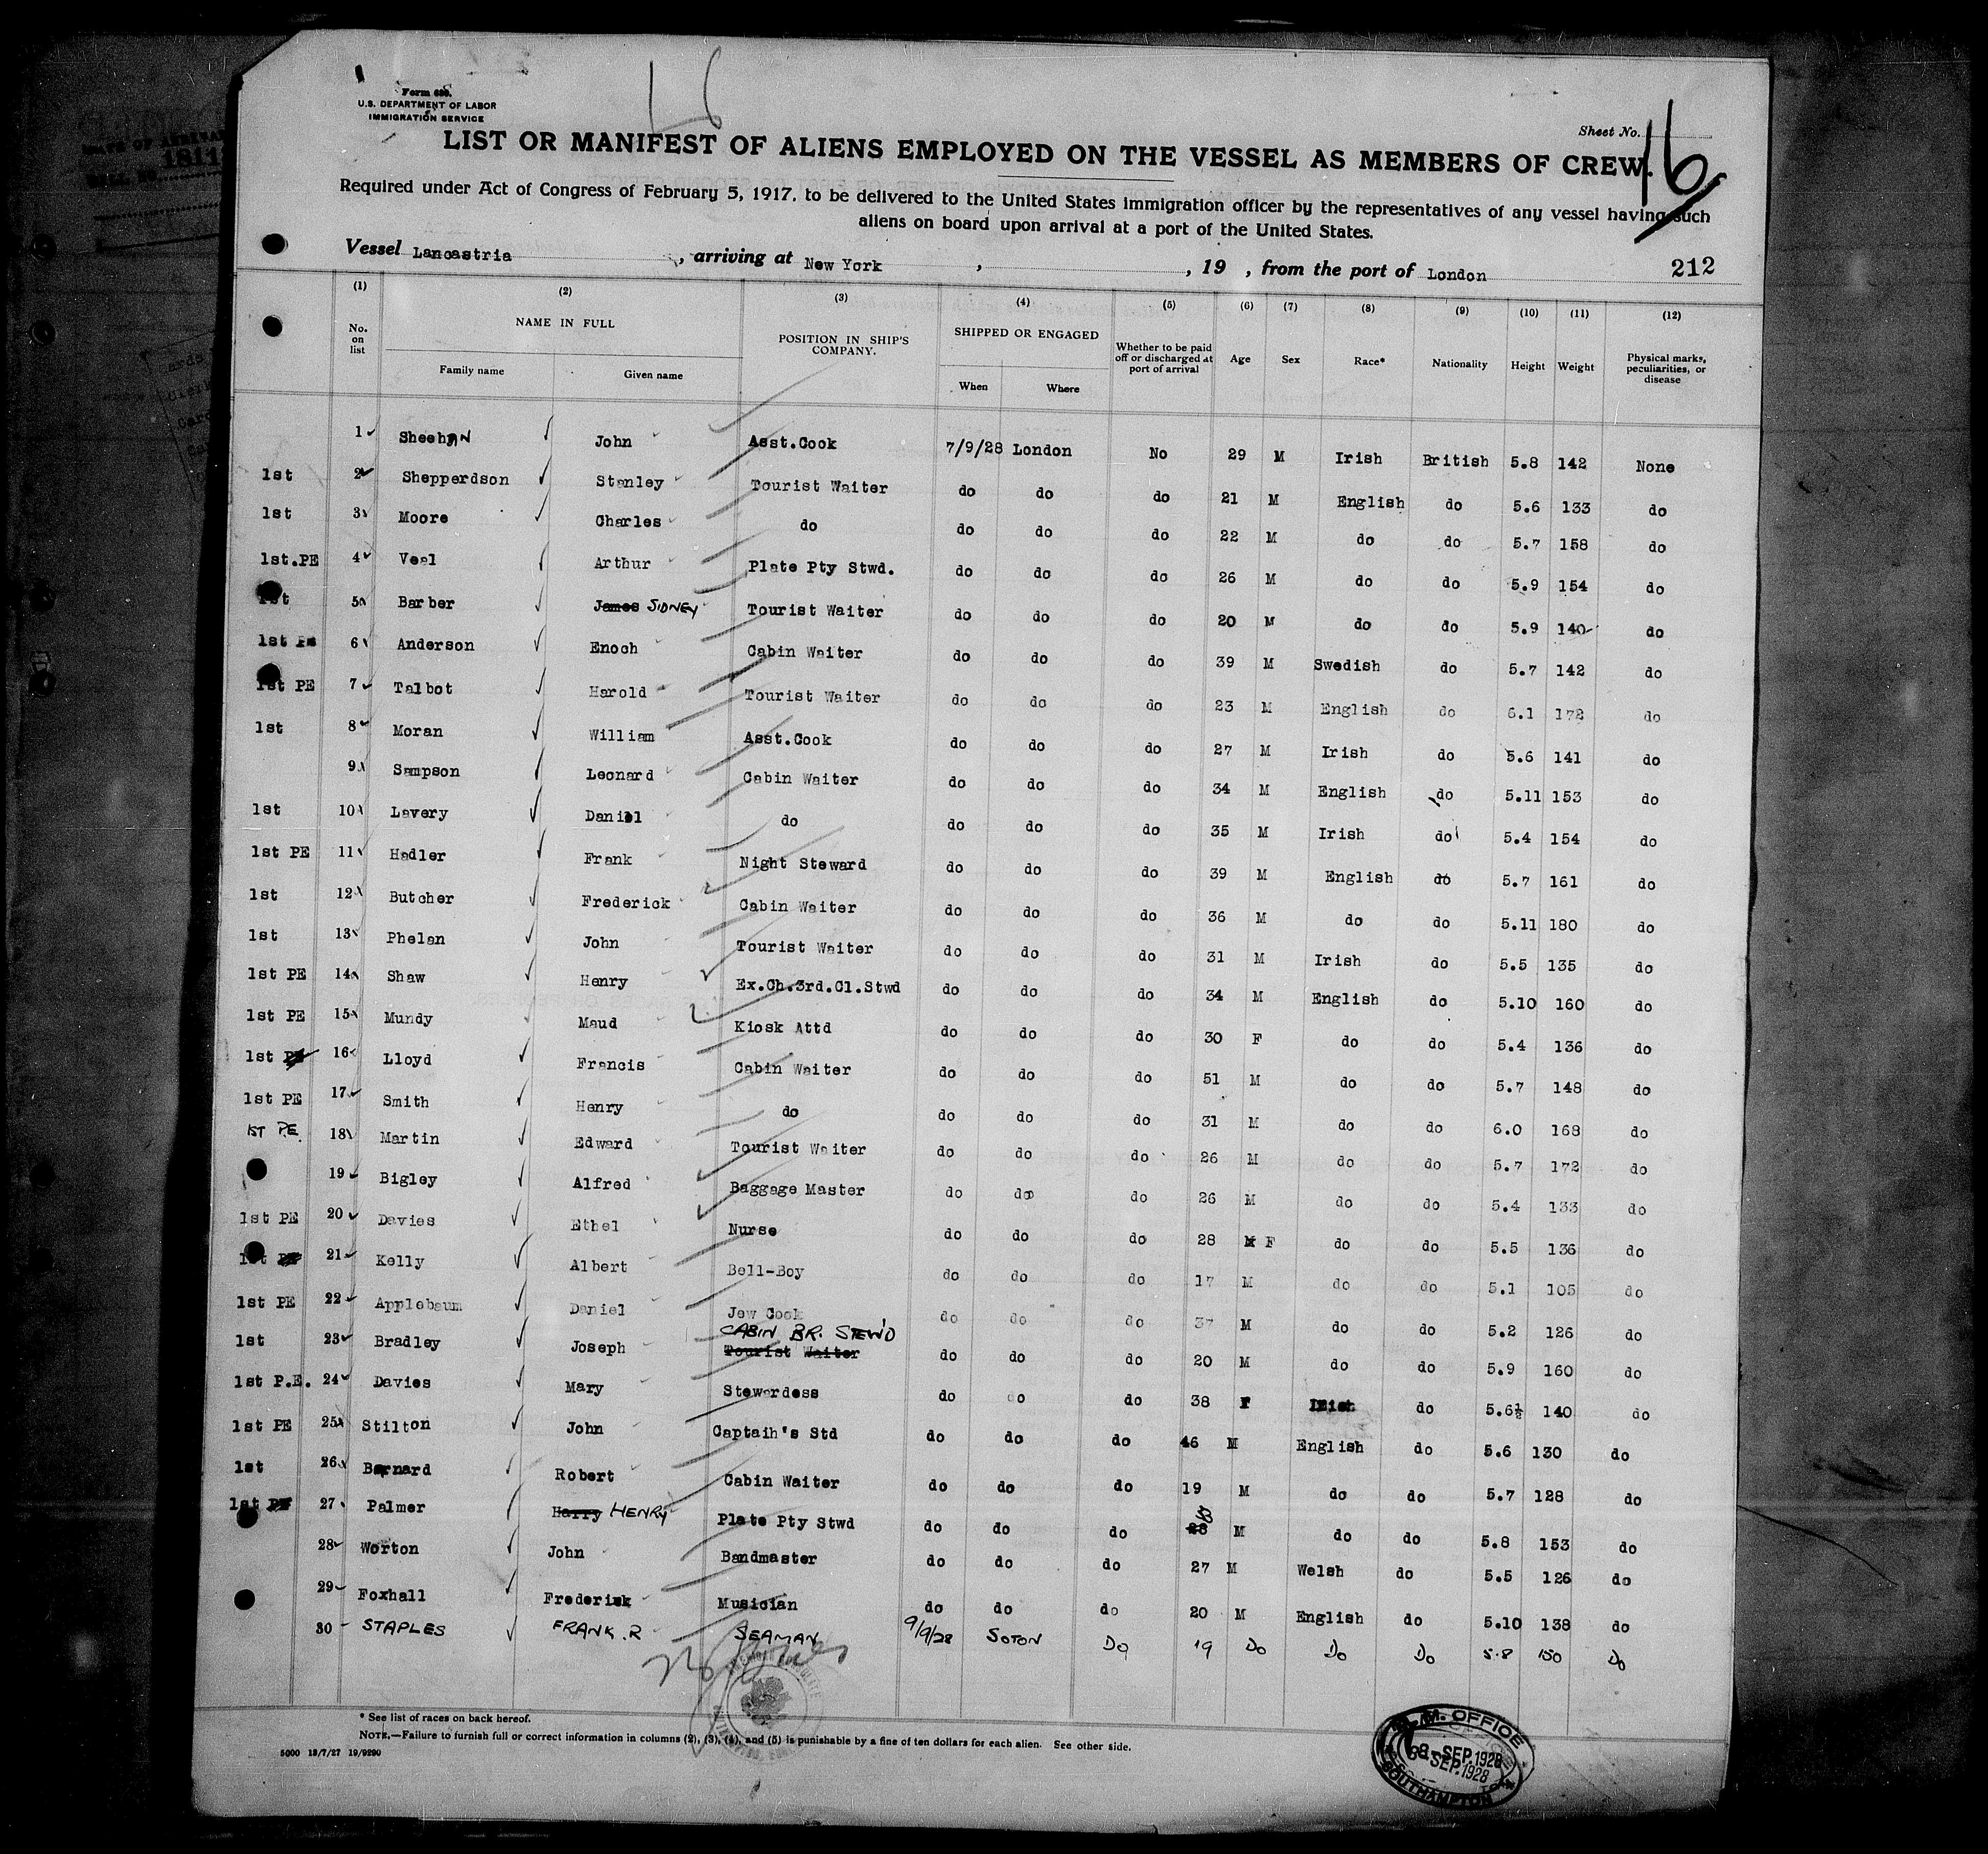 16
Form 689.
U.S. DEPARTMENT OF LABOR
IMMIGRATION SERVICE
Sheet No. 16
LIST OR MANIFEST OF ALIENS EMPLOYED ON THE VESSEL AS MEMBERS OF CREW.
Required under Act of Congress of February 5, 1917, to be delivered to the United States immigration officer by the representatives of any vessel having such
aliens on board upon arrival at a port of the United States.
Vessel Lancastria, arriving at New York, , 19 , from the port of London 212
(1) (2) (3) (4) (5) (6) (7) (8) (9) (10) (11) (12)
No. on list NAME IN FULL Family name Given name POSITION IN SHIP'S COMPANY. SHIPPED OR ENGAGED When Where Whether to be paid off or discharged at port of arrival Age Sex Race* Nationality Height Weight Physical marks, peculiarities, or disease
1 Sheehan John Asst.Cook 7/9/28 London No 29 M Irish British 5.8 142 None
1st 2 Shepperdson Stanley Tourist Waiter do do do 21 M English do 5.6 133 do
1st 3 Moore Charles do do do do 22 M do do 5.7 158 do
1st.PE 4 Veal Arthur Plate Pty Stwd. do do do 26 M do do 5.9 154 do
1st 5 Barber James SIDNEY Tourist Waiter do do do 20 M do do 5.9 140 do
1st PE 6 Anderson Enoch Cabin Waiter do do do 39 M Swedish do 5.7 142 do
1st PE 7 Talbot Harold Tourist Waiter do do do 23 M English do 6.1 172 do
1st 8 Moran William Asst.Cook do do do 27 M Irish do 5.6 141 do
9 Sampson Leonard Cabin Waiter do do do 34 M English do 5.11 153 do
1st 10 Lavery Daniel do do do do 35 M Irish do 5.4 154 do
1st PE 11 Hadler Frank Night Steward do do do 39 M English do 5.7 161 do
1st 12 Butcher Frederick Cabin Waiter do do do 36 M do do 5.11 180 do
1st 13 Phelan John Tourist Waiter do do do 31 M Irish do 5.5 135 do
1st PE 14 Shaw Henry Ex.Ch.3rd.Cl.Stwd do do do 34 M English do 5.10 160 do
1st PE 15 Mundy Maud Kiosk Attd do do do 30 F do do 5.4 136 do
1st PE 16 Lloyd Francis Cabin Waiter do do do 51 M do do 5.7 148 do
1st PE 17 Smith Henry do do do do 31 M do do 6.0 168 do
1ST P.E. 18 Martin Edward Tourist Waiter do do do 26 M do do 5.7 172 do
19 Bigley Alfred Baggage Master do do do 26 M do do 5.4 133 do
1st PE 20 Davies Ethel Nurse do do do 28 M F do do 5.5 136 do
1st PE 21 Kelly Albert Bell-Boy do do do 17 M do do 5.1 105 do
1st PE 22 Applebaum Daniel Jew Cook do do do 37 M do do 5.2 126 do
CABIN BR. STEW'D
1st 23 Bradley Joseph Tourist Waiter do do do 20 M do do 5.9 160 do
1st P.E. 24 Davies Mary Stewardess do do do 38 F Irish do 5.6½ 140 do
1st PE 25 Stilton John Captain's Std do do do 46 M English do 5.6 130 do
1st 26 Barnard Robert Cabin Waiter do do do 19 M do do 5.7 128 do
1st PE 27 Palmer Harry HENRY Plate Pty Stwd do do do M do do 5.8 153 do
28 Worton John Bandmaster do do do 27 M Welsh do 5.5 126 do
29 Foxhall Frederick Musician do do do 20 M English do 5.10 138 do
30 STAPLES FRANK.R SEAMAN 9/9/28 SOTON DO 19 DO DO DO 5.8 150 DO
* See list of races on back hereof.
NOTE.—Failure to furnish full or correct information in columns (2), (3), (4), and (5) is punishable by a fine of ten dollars for each alien. See other side.
5000 13/7/27 19/9290
M. OFFICE
8-SEP.1928
SEP.1928
SOUTHAMPTON